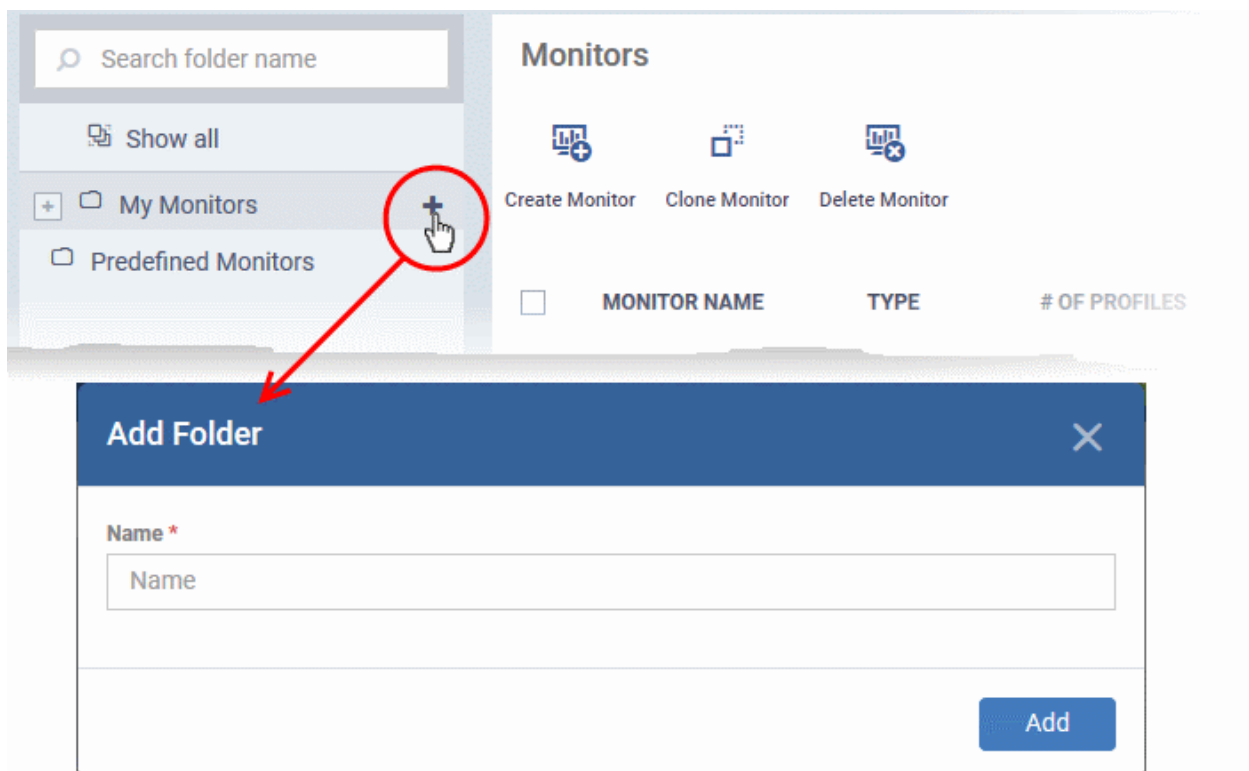 Search folder name
Monitors
Show all
My Monitors
Create Monitor Clone Monitor Delete Monitor
Predefined Monitors
MONITOR NAME TYPE # OF PROFILES
Add Folder
Name *
Name
Add